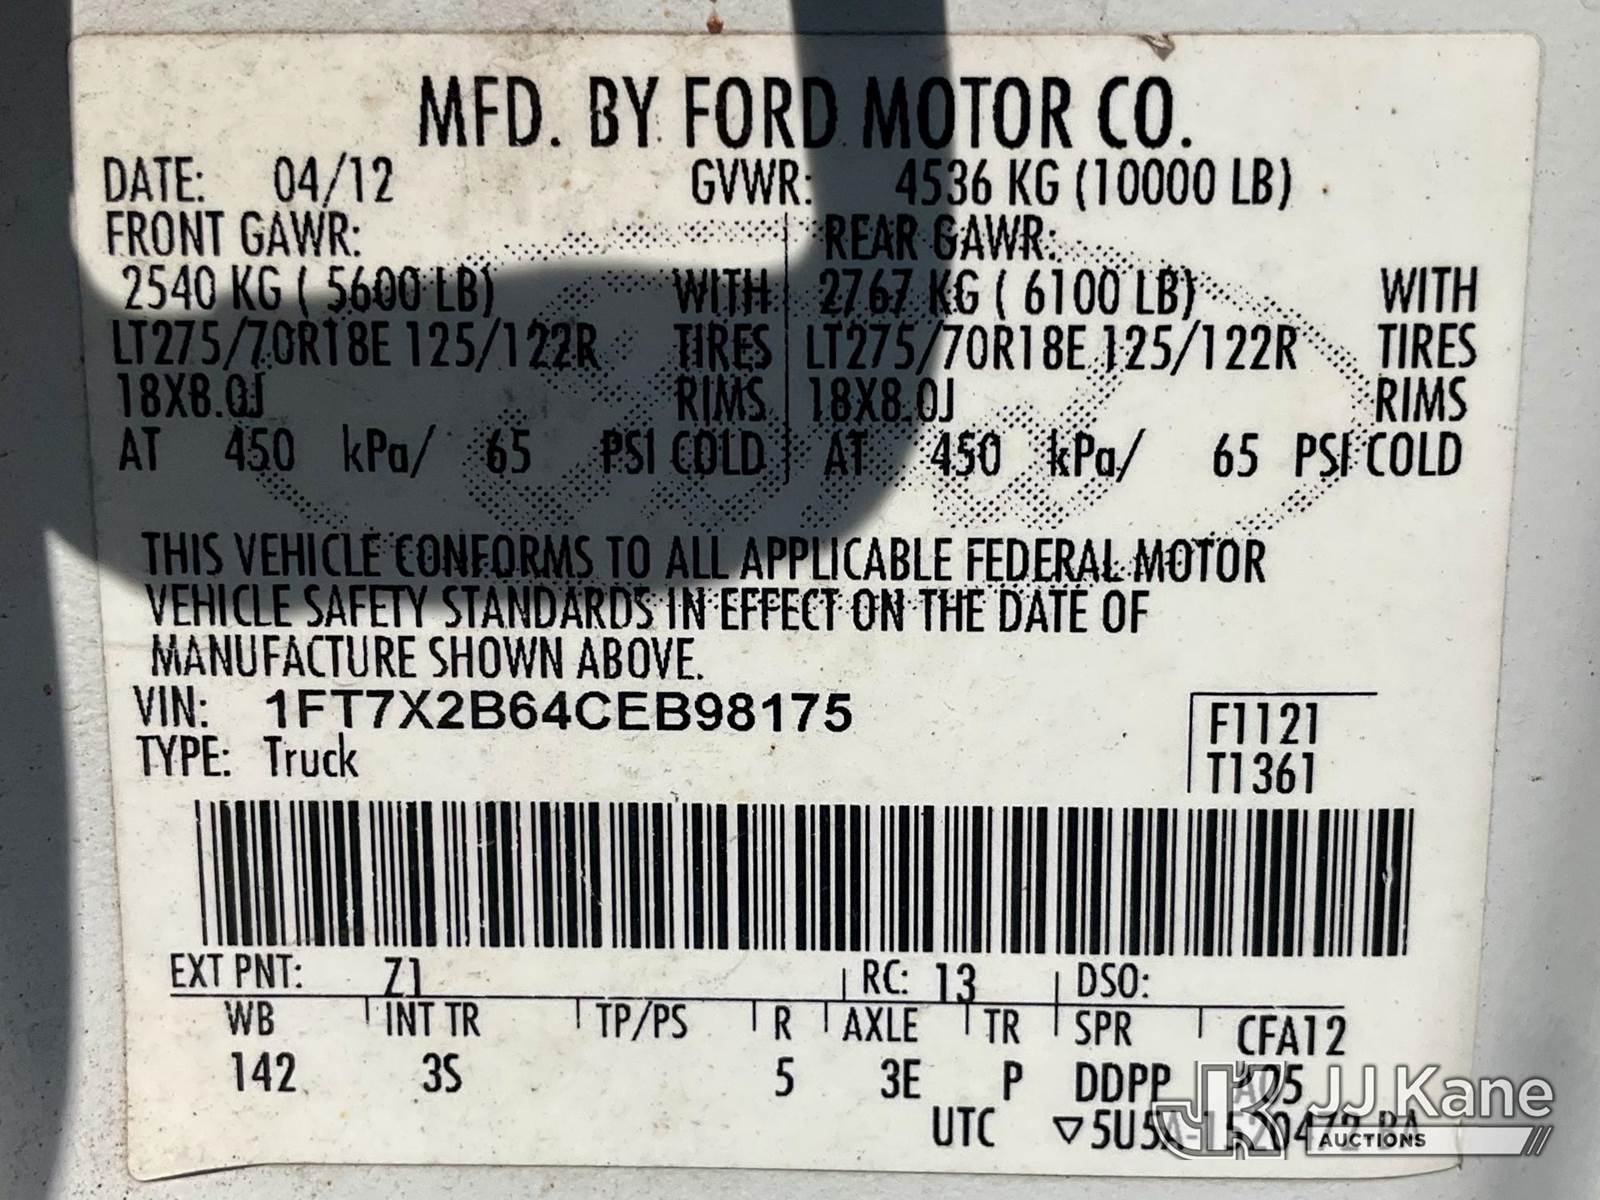 MFD. BY FORD MOTOR CO.
DATE: 04/12 GVWR: 4536 KG (10000 LB)
FRONT GAWR: REAR GAWR:
2540 KG ( 5600 LB) WITH 2767 KG ( 6100 LB) WITH
LT275/70R18E 125/122R TIRES LT275/70R18E 125/122R TIRES
18X8.0J RIMS 18X8.0J RIMS
AT 450 kPa/ 65 PSI COLD AT 450 kPa/ 65 PSI COLD
THIS VEHICLE CONFORMS TO ALL APPLICABLE FEDERAL MOTOR
VEHICLE SAFETY STANDARDS IN EFFECT ON THE DATE OF
MANUFACTURE SHOWN ABOVE.
VIN: 1FT7X2B64CEB98175
TYPE: Truck
F1121
T1361
EXT PNT: Z1 RC: 13 DSO:
WB INT TR TP/PS R AXLE TR SPR CFA12
142 3S 5 3E P DDPP
UTC
JJ Kane
AUCTIONS